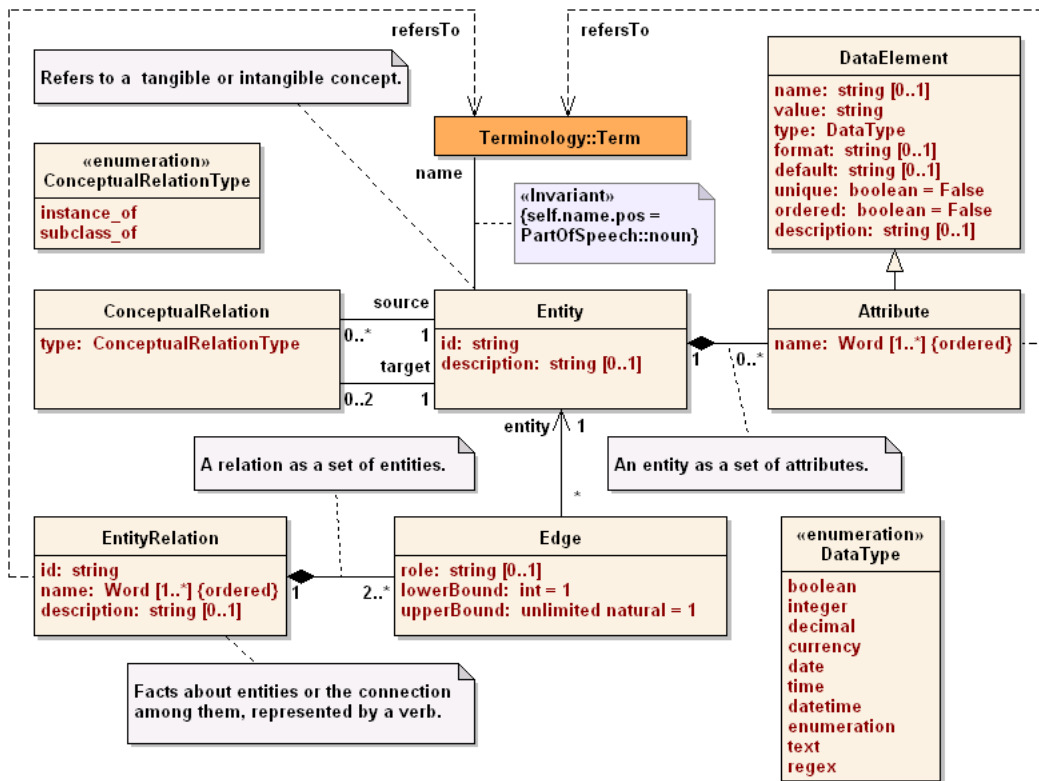 refersTo
refersTo
Refers to a tangible or intangible concept.
DataElement
name: string [0..1]
value: string
type: DataType
format: string [0..1]
default: string [0..1]
unique: boolean = False
ordered: boolean = False
description: string [0..1]
Terminology::Term
name
«enumeration»
ConceptualRelationType
instance_of
subclass_of
«Invariant»
{self.name.pos =
PartOfSpeech::noun}
ConceptualRelation
type: ConceptualRelationType
source
0..*
1
target
0..2
1
Entity
id: string
description: string [0..1]
1
0..*
Attribute
name: Word [1..*] {ordered}
entity
1
*
A relation as a set of entities.
An entity as a set of attributes.
EntityRelation
id: string
name: Word [1..*] {ordered}
description: string [0..1]
1
2..*
Edge
role: string [0..1]
lowerBound: int = 1
upperBound: unlimited natural = 1
«enumeration»
DataType
boolean
integer
decimal
currency
date
time
datetime
enumeration
text
regex
Facts about entities or the connection
among them, represented by a verb.